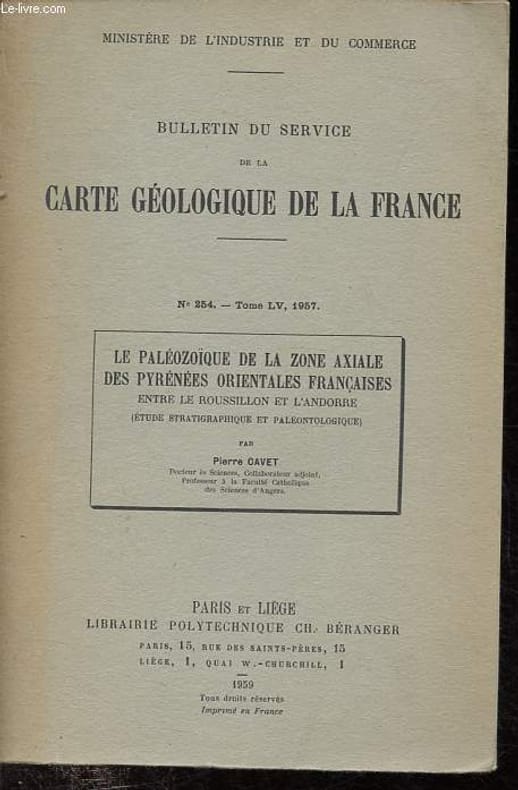 Le-livre.com
MINISTÈRE DE L'INDUSTRIE ET DU COMMERCE
BULLETIN DU SERVICE
DE LA
CARTE GÉOLOGIQUE DE LA FRANCE
No 254. — Tome LV, 1957.
LE PALÉOZOÏQUE DE LA ZONE AXIALE
DES PYRÉNÉES ORIENTALES FRANÇAISES
ENTRE LE ROUSSILLON ET L'ANDORRE
(ÉTUDE STRATIGRAPHIQUE ET PALÉONTOLOGIQUE)
PAR
Pierre CAVET
Docteur ès Sciences, Collaborateur adjoint,
Professeur à la Faculté Catholique
des Sciences d'Angers.
PARIS ET LIÈGE
LIBRAIRIE POLYTECHNIQUE CH. BÉRANGER
PARIS, 15, RUE DES SAINTS-PÈRES, 15
LIÈGE, 1, QUAI W.-CHURCHILL, 1
1959
Tous droits réservés
Imprimé en France